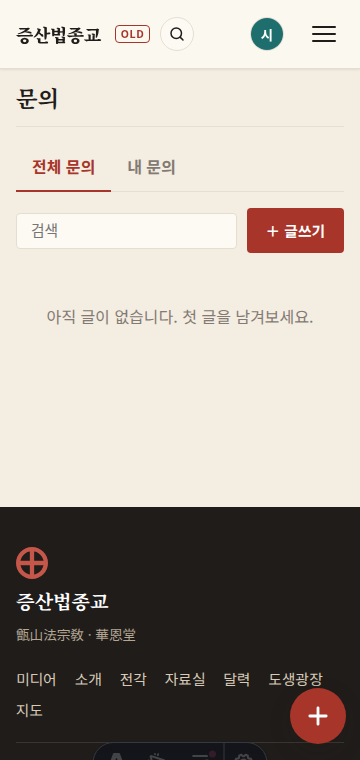 증산법종교 OLD 시
문의
전체 문의 내 문의
검색 + 글쓰기
아직 글이 없습니다. 첫 글을 남겨보세요.
증산법종교
甑山法宗敎 · 華恩堂
미디어 소개 전각 자료실 달력 도생광장
지도